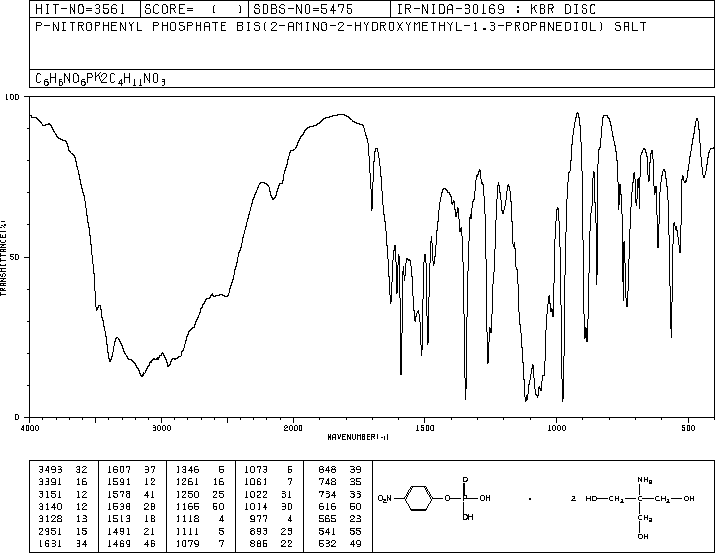 HIT-NO=3561 SCORE= ( ) SDBS-NO=5475 IR-NIDA-30169 : KBR DISC
P-NITROPHENYL PHOSPHATE BIS(2-AMINO-2-HYDROXYMETHYL-1.3-PROPANEDIOL) SALT
C6H6NO6PK2C4H11NO3
100
50
0
TRANSMITTANCE(%)
4000 3000 2000 1500 1000 500
WAVENUMBER(-1)
3493 32 1607 37 1346 6 1073 6 848 39
3391 16 1591 12 1261 16 1061 7 748 35
3151 12 1578 41 1250 25 1022 31 734 33
3140 12 1538 28 1166 60 1014 30 616 50
3128 13 1513 18 1118 4 977 4 565 23
2951 15 1491 21 1111 5 893 23 541 55
1631 34 1469 46 1079 7 886 22 532 49
O2N O P O OH OH
· 2 HO-CH2 C CH2-OH NH2 CH2 OH